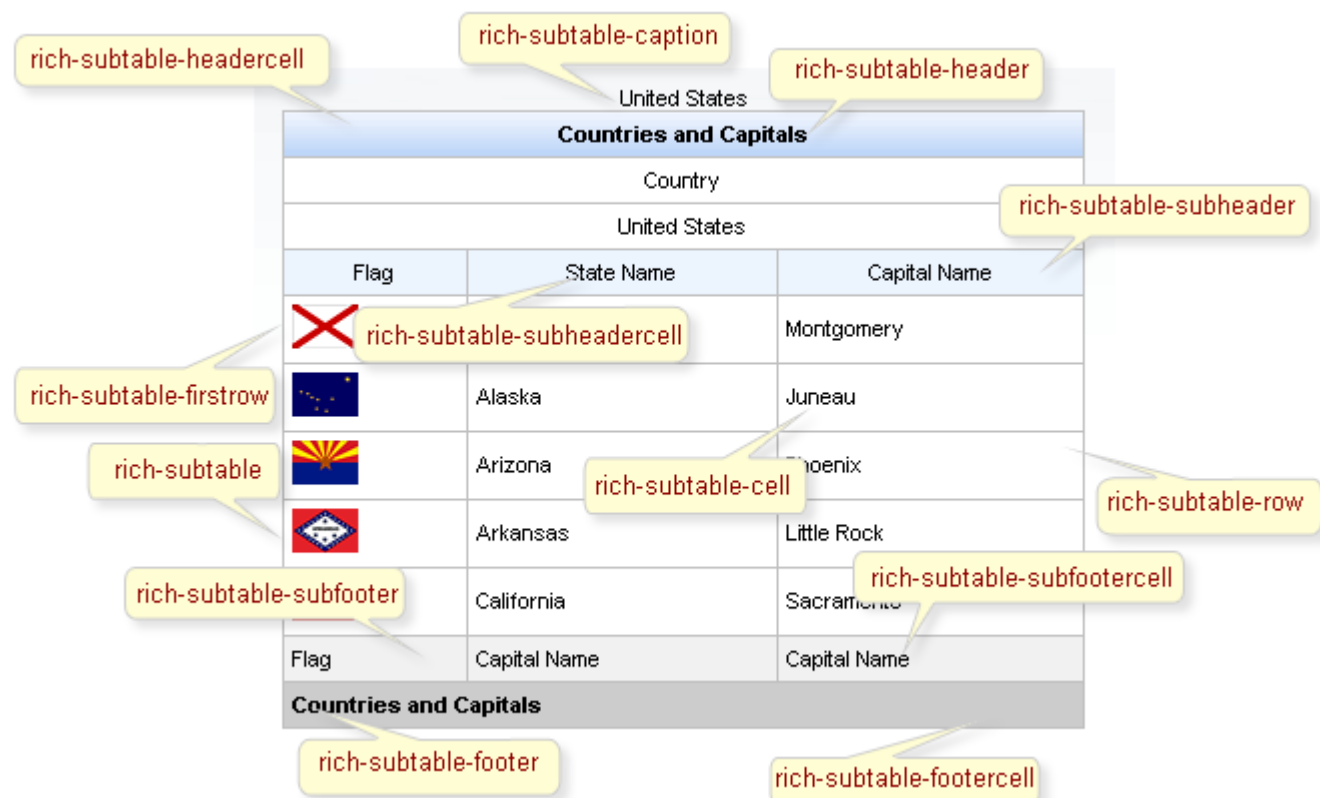 rich-subtable-caption
rich-subtable-headercell
rich-subtable-header
United States
Countries and Capitals
Country
rich-subtable-subheader
United States
Flag State Name Capital Name
rich-subtable-subheadercell
Montgomery
rich-subtable-firstrow
Alaska Juneau
rich-subtable
Arizona
rich-subtable-cell
rich-subtable-row
Arkansas Little Rock
rich-subtable-subfootercell
rich-subtable-subfooter
California Sacramento
Flag Capital Name Capital Name
Countries and Capitals
rich-subtable-footer
rich-subtable-footercell